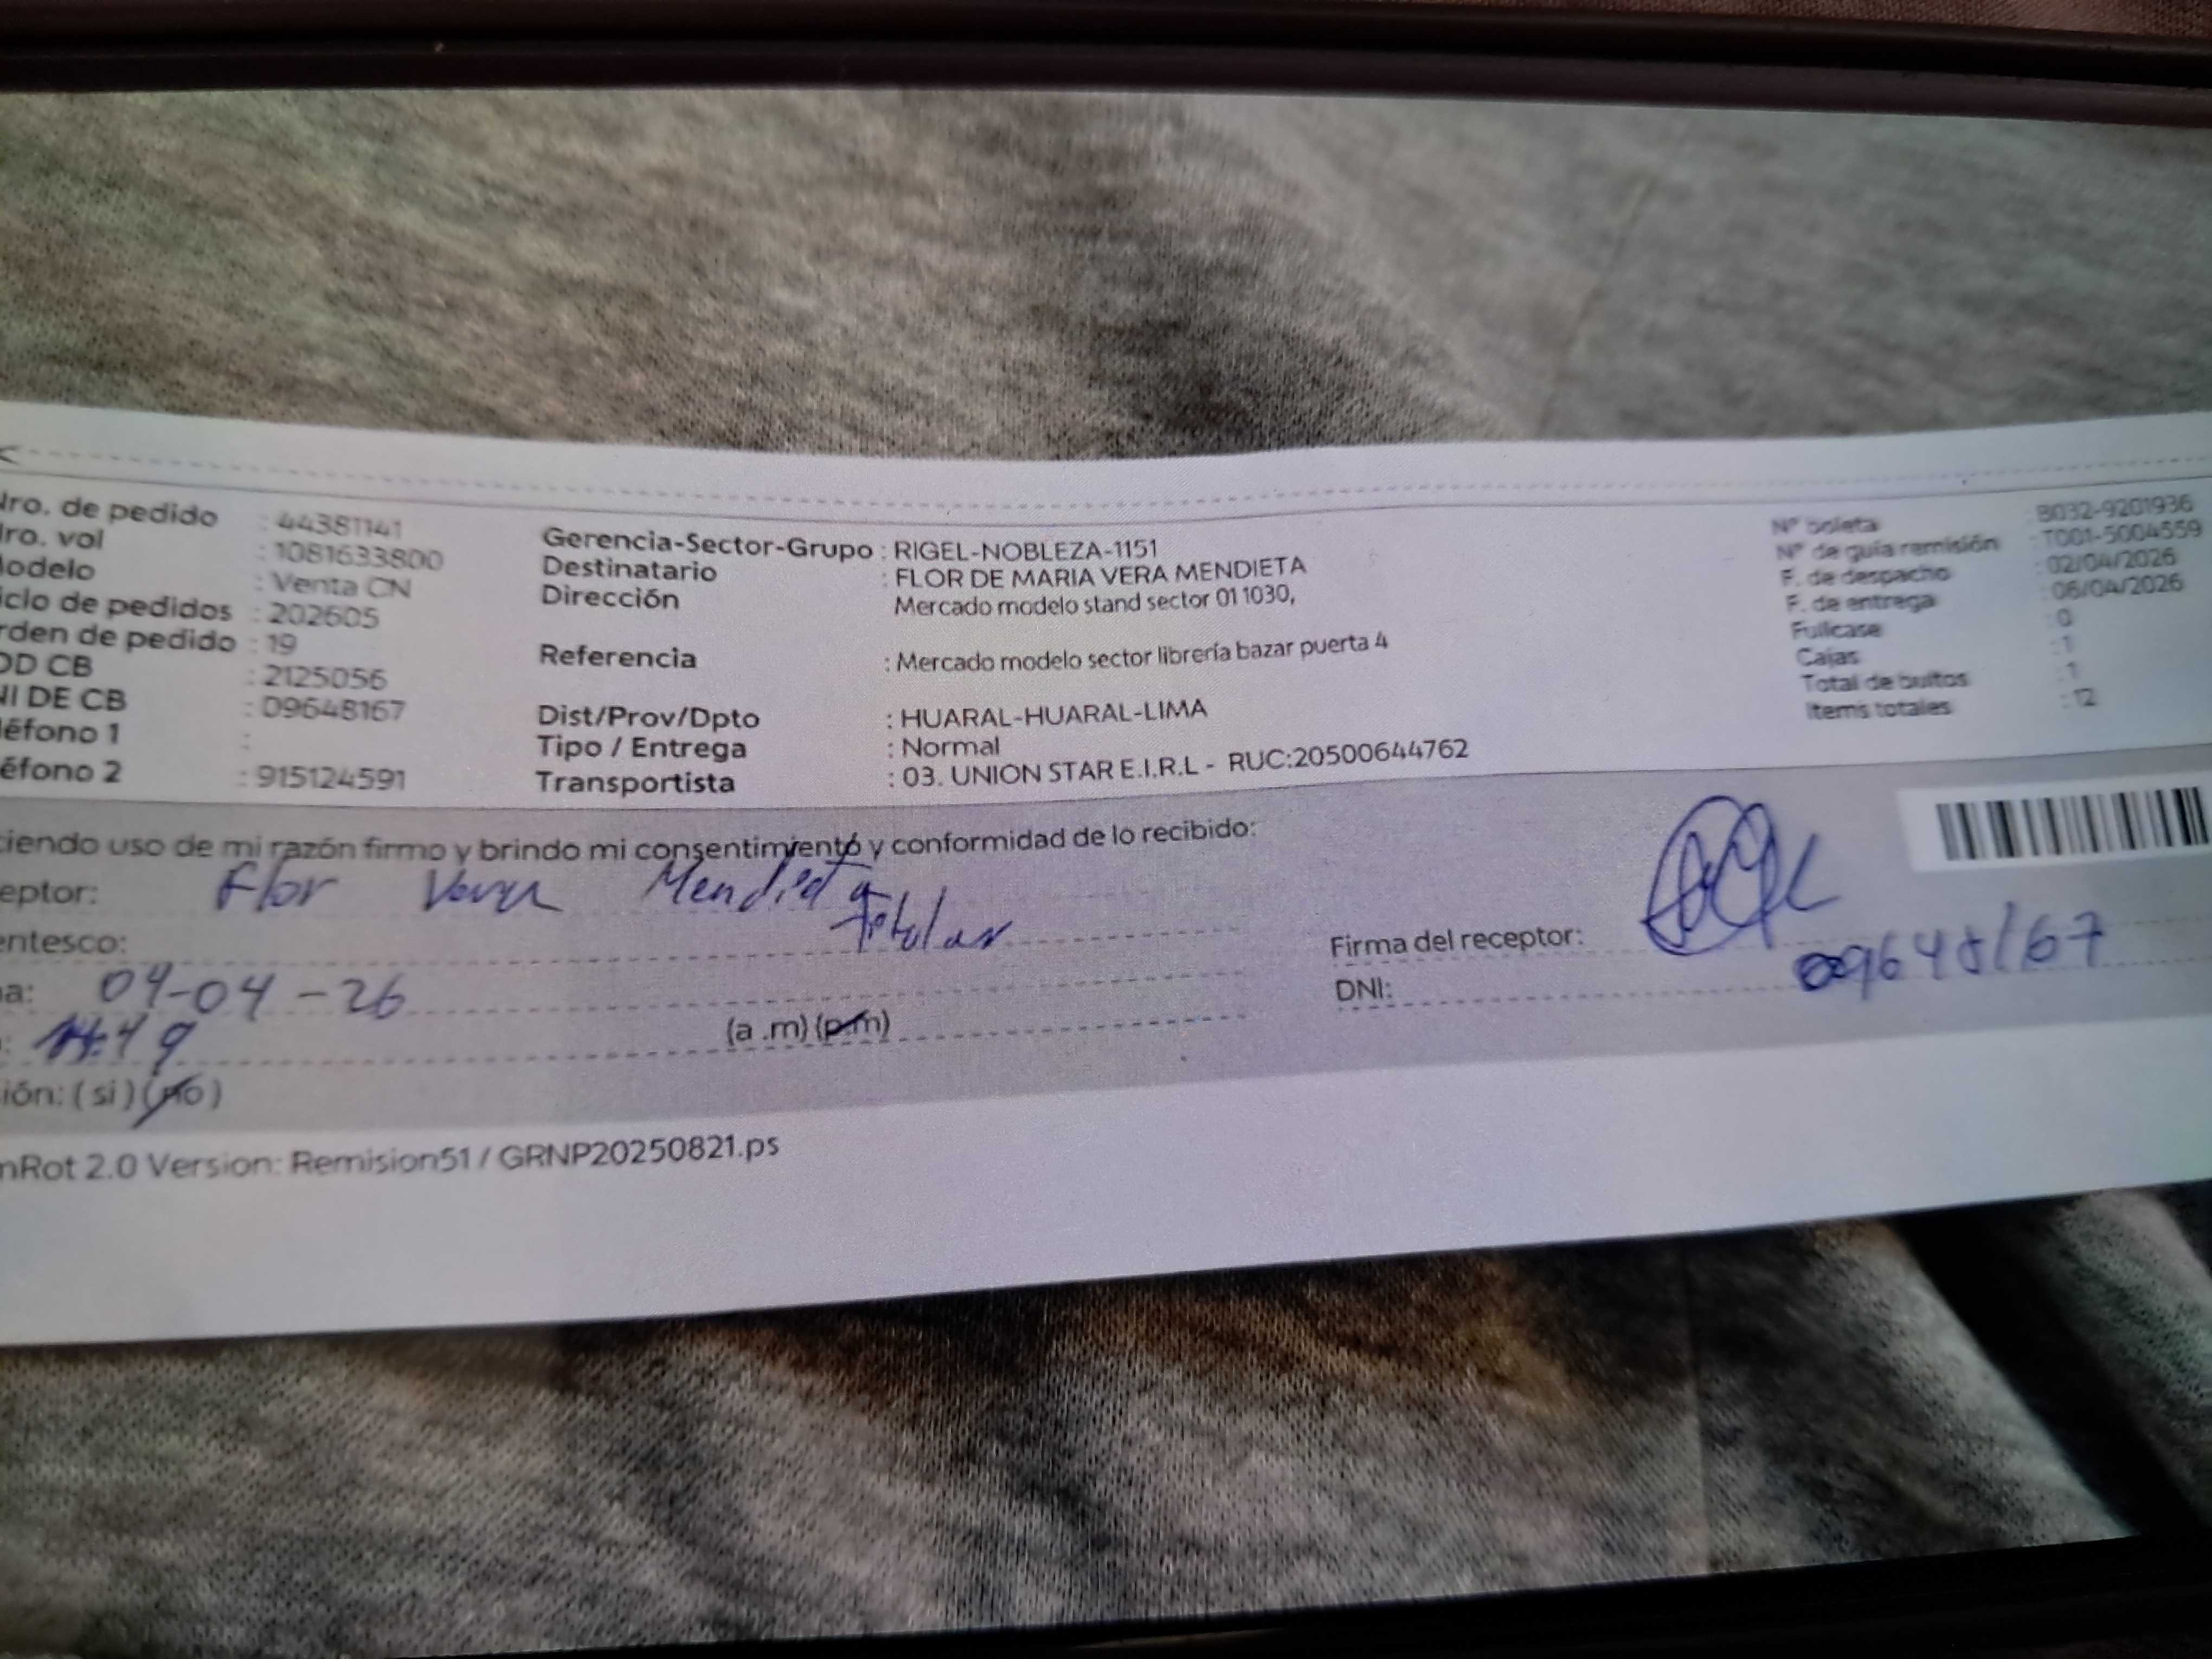 Nro. de pedido : 44381141
Nro. vol : 1081633800
Modelo : Venta CN
iclo de pedidos : 202605
rden de pedido : 19
OD CB : 2125056
NI DE CB : 09648167
léfono 1 :
éfono 2 : 915124591
Gerencia-Sector-Grupo : RIGEL-NOBLEZA-1151
Destinatario : FLOR DE MARIA VERA MENDIETA
Dirección Mercado modelo stand sector 01 1030,
Referencia : Mercado modelo sector librería bazar puerta 4
Dist/Prov/Dpto : HUARAL-HUARAL-LIMA
Tipo / Entrega : Normal
Transportista : 03. UNION STAR E.I.R.L - RUC:20500644762
N° boleta : B032-9201936
N° de guía remisión : T001-5004559
F. de despacho : 02/04/2026
F. de entrega : 06/04/2026
Fullcase : 0
Cajas : 1
Total de bultos : 1
Items totales : 12
ciendo uso de mi razón firmo y brindo mi consentimiento y conformidad de lo recibido:
eptor: Flor Vera Mendieta
entesco: Titular
a: 04-04-26
(a .m) (p.m)
ión: ( si ) (no )
Firma del receptor:
DNI: 09648167
nRot 2.0 Version: Remision51 / GRNP20250821.ps